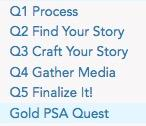 Q1 Process
Q2 Find Your Story
Q3 Craft Your Story
Q4 Gather Media
Q5 Finalize It!
Gold PSA Quest